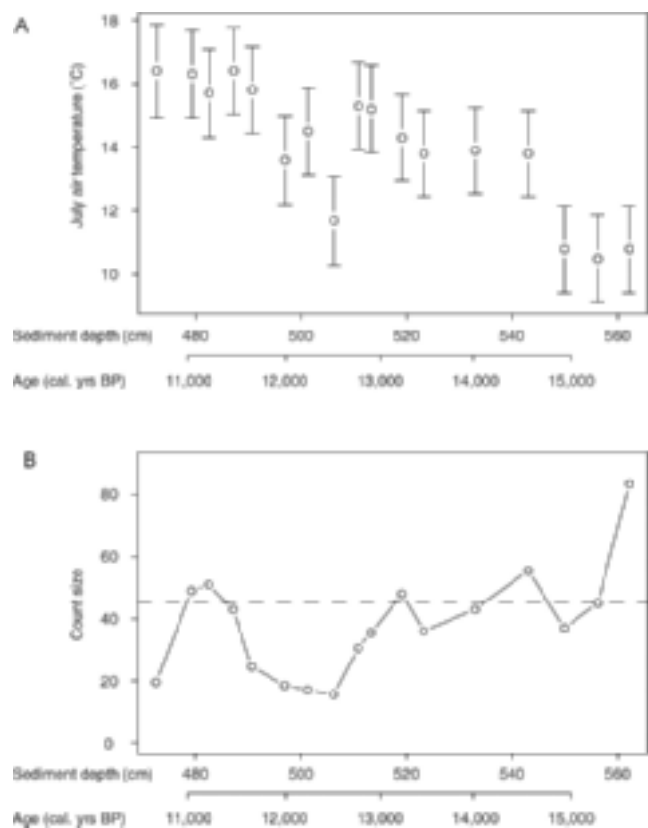 A
July air temperature (°C)
18
16
14
12
10
480 500 520 540 560
Sediment depth (cm)
11,000 12,000 13,000 14,000 15,000
Age (cal. yrs BP)
B
Count size
80
60
40
20
0
480 500 520 540 560
Sediment depth (cm)
11,000 12,000 13,000 14,000 15,000
Age (cal. yrs BP)